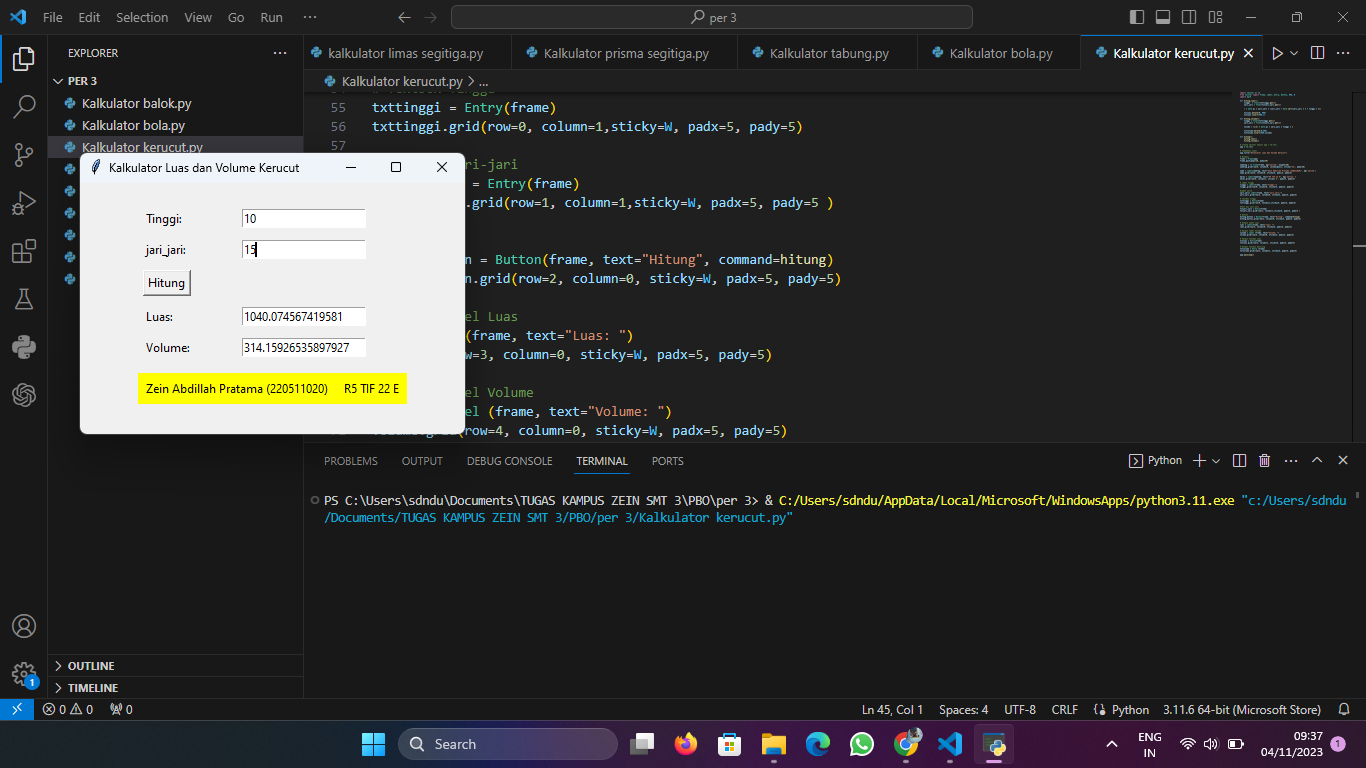 File Edit Selection View Go Run ··· per 3
EXPLORER ···
PER 3
Kalkulator balok.py
Kalkulator bola.py
Kalkulator kerucut.py
kalkulator limas segitiga.py Kalkulator prisma segitiga.py Kalkulator tabung.py Kalkulator bola.py Kalkulator kerucut.py
Kalkulator kerucut.py > ...
55 txttinggi = Entry(frame)
56 txttinggi.grid(row=0, column=1,sticky=W, padx=5, pady=5)
57
ri-jari
= Entry(frame)
.grid(row=1, column=1,sticky=W, padx=5, pady=5 )
n = Button(frame, text="Hitung", command=hitung)
n.grid(row=2, column=0, sticky=W, padx=5, pady=5)
el Luas
(frame, text="Luas: ")
w=3, column=0, sticky=W, padx=5, pady=5)
el Volume
el (frame, text="Volume: ")
row=4, column=0, sticky=W, padx=5, pady=5)
Kalkulator Luas dan Volume Kerucut
Tinggi: 10
jari_jari: 15
Hitung
Luas: 1040.074567419581
Volume: 314.15926535897927
Zein Abdillah Pratama (220511020) R5 TIF 22 E
PROBLEMS OUTPUT DEBUG CONSOLE TERMINAL PORTS Python
PS C:\Users\sdndu\Documents\TUGAS KAMPUS ZEIN SMT 3\PBO\per 3> & C:/Users/sdndu/AppData/Local/Microsoft/WindowsApps/python3.11.exe "c:/Users/sdndu
/Documents/TUGAS KAMPUS ZEIN SMT 3/PBO/per 3/Kalkulator kerucut.py"
OUTLINE
TIMELINE
1
0 0 0 Ln 45, Col 1 Spaces: 4 UTF-8 CRLF Python 3.11.6 64-bit (Microsoft Store)
Search
ENG
IN
09:37
04/11/2023
1